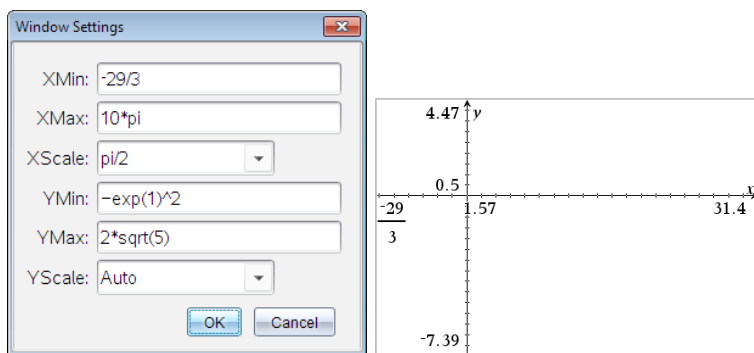 Window Settings
XMin: -29/3
XMax: 10*pi
XScale: pi/2
YMin: −exp(1)^2
YMax: 2*sqrt(5)
YScale: Auto
OK Cancel
4.47 y
0.5 x
-29 1.57 31.4
3
-7.39